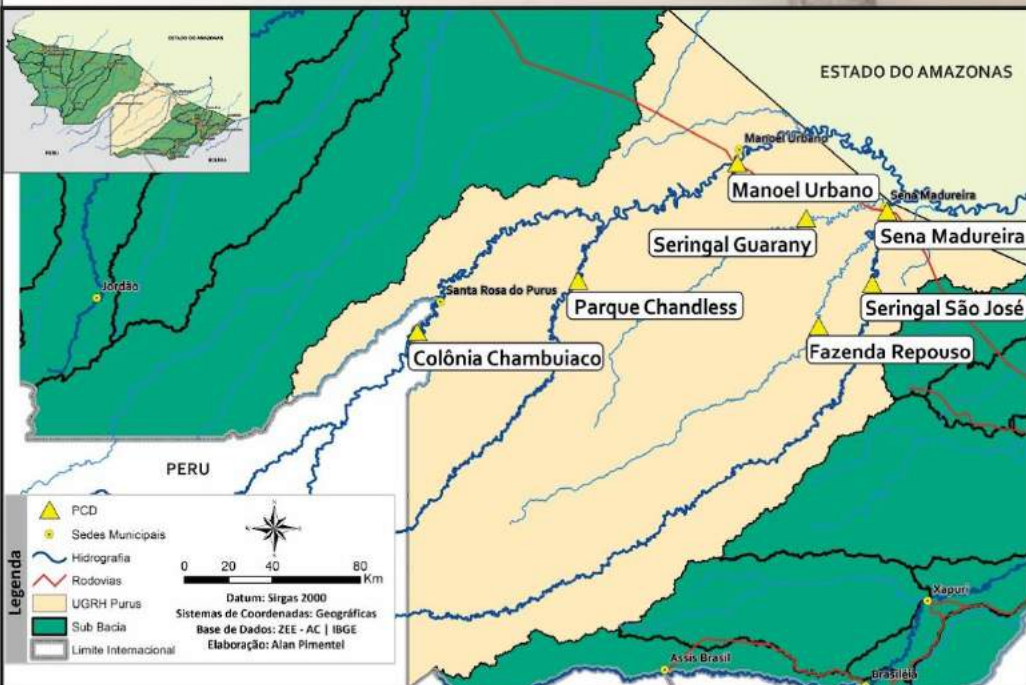 ESTADO DO AMAZONAS
PERU
ESTADO DO AMAZONAS
Manoel Urbano
Manoel Urbano
Sena Madureira
Seringal Guarany
Sena Madureira
Jordão
Santa Rosa do Purus
Parque Chandless
Seringal São José
Colônia Chambuiaco
Fazenda Repouso
PERU
Legenda
PCD
Sedes Municipais
Hidrografia
Rodovias
UGRH Purus
Sub Bacia
Limite Internacional
0 20 40 80
Km
Datum: Sirgas 2000
Sistemas de Coordenadas: Geográficas
Base de Dados: ZEE - AC | IBGE
Elaboração: Alan Pimentel
Xapuri
Assis Brasil
Brasiléia